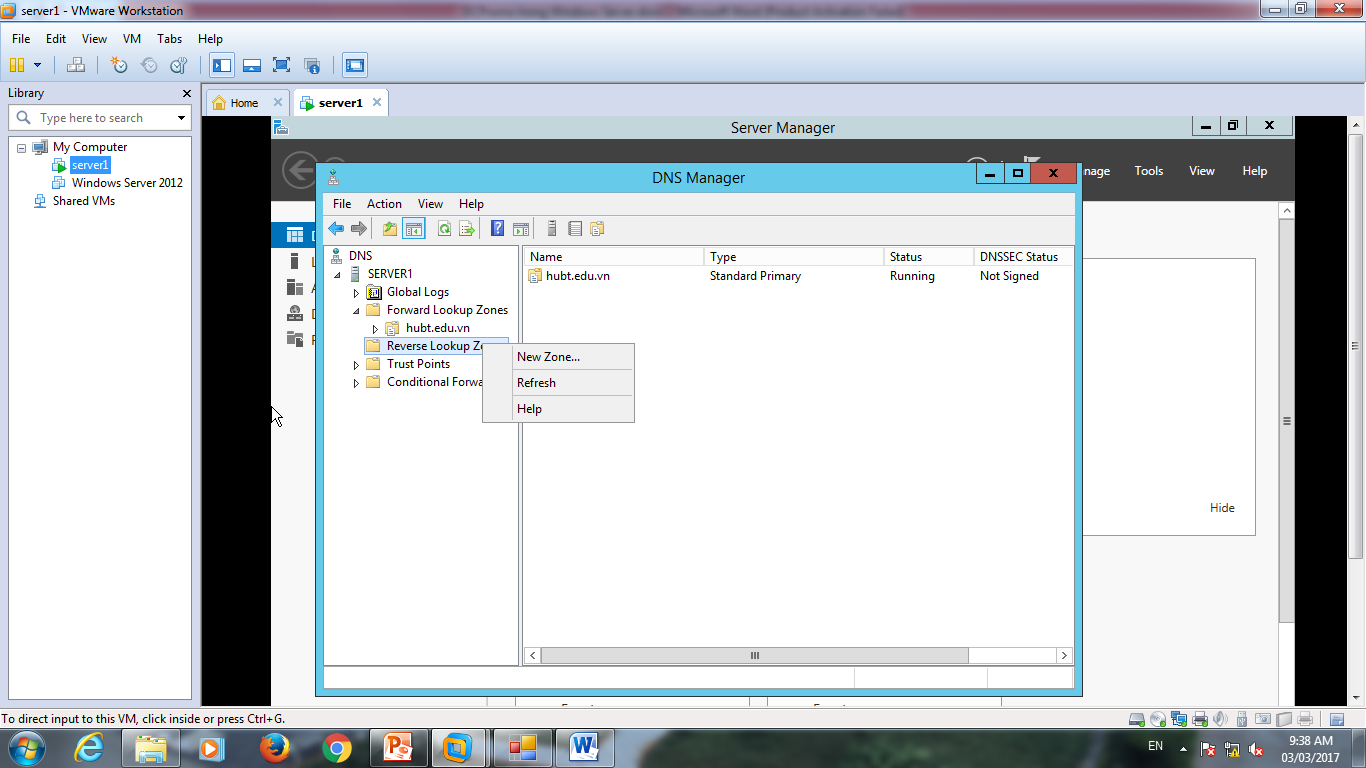 server1 - VMware Workstation
File Edit View VM Tabs Help
Library
Type here to search
My Computer
server1
Windows Server 2012
Shared VMs
Home
server1
Server Manager
nage Tools View Help
DNS Manager
File Action View Help
DNS
SERVER1
Global Logs
Forward Lookup Zones
hubt.edu.vn
Reverse Lookup Z
Trust Points
Conditional Forwa
Name Type Status DNSSEC Status
hubt.edu.vn Standard Primary Running Not Signed
New Zone...
Refresh
Help
Hide
To direct input to this VM, click inside or press Ctrl+G.
EN
9:38 AM
03/03/2017